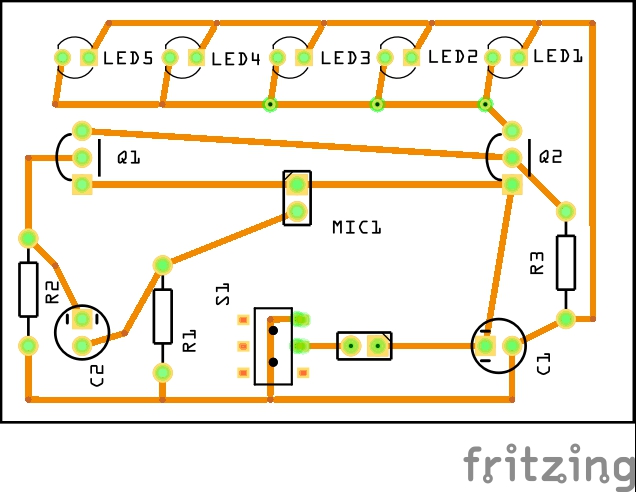 LED5 LED4 LED3 LED2 LED1
Q1 Q2
MIC1
R3
S1
R2
R1
C2
C1
fritzing